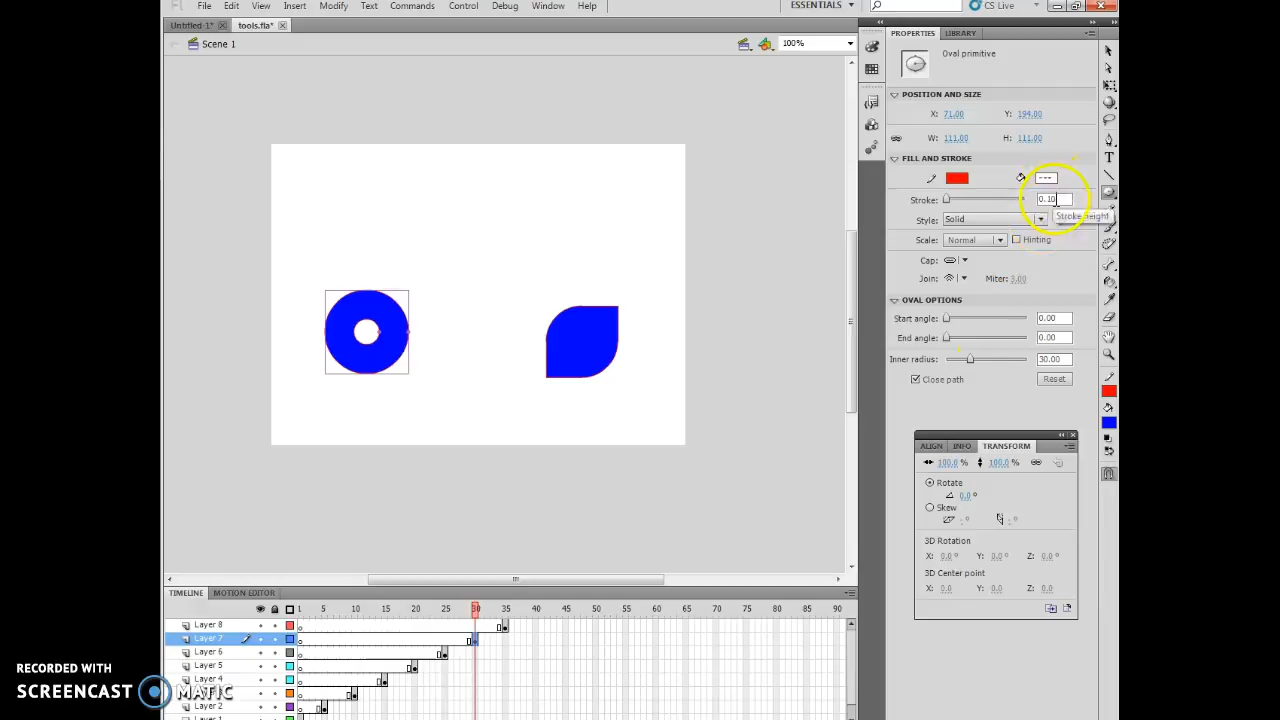 File Edit View Insert Modify Text Commands Control Debug Window Help ESSENTIALS CS Live
Untitled-1* tools.fla*
Scene 1 100%
PROPERTIES LIBRARY
Oval primitive
POSITION AND SIZE
X: 71.00 Y: 194.00
W: 111.00 H: 111.00
FILL AND STROKE
Stroke: 0.10
Stroke height
Style: Solid
Scale: Normal Hinting
Cap:
Join: Miter: 3.00
OVAL OPTIONS
Start angle: 0.00
End angle: 0.00
Inner radius: 30.00
Close path Reset
ALIGN INFO TRANSFORM
100.0 % 100.0 %
Rotate
0.0 °
Skew
3D Rotation
X: 0.0 ° Y: 0.0 ° Z: 0.0 °
3D Center point
X: 0.0 Y: 0.0 Z: 0.0
TIMELINE MOTION EDITOR
1 5 10 15 20 25 30 35 40 45 50 55 60 65 70 75 80 85 90
Layer 8
Layer 7
Layer 6
Layer 5
Layer 4
Layer 2
Layer 1
RECORDED WITH
SCREENCAST MATIC